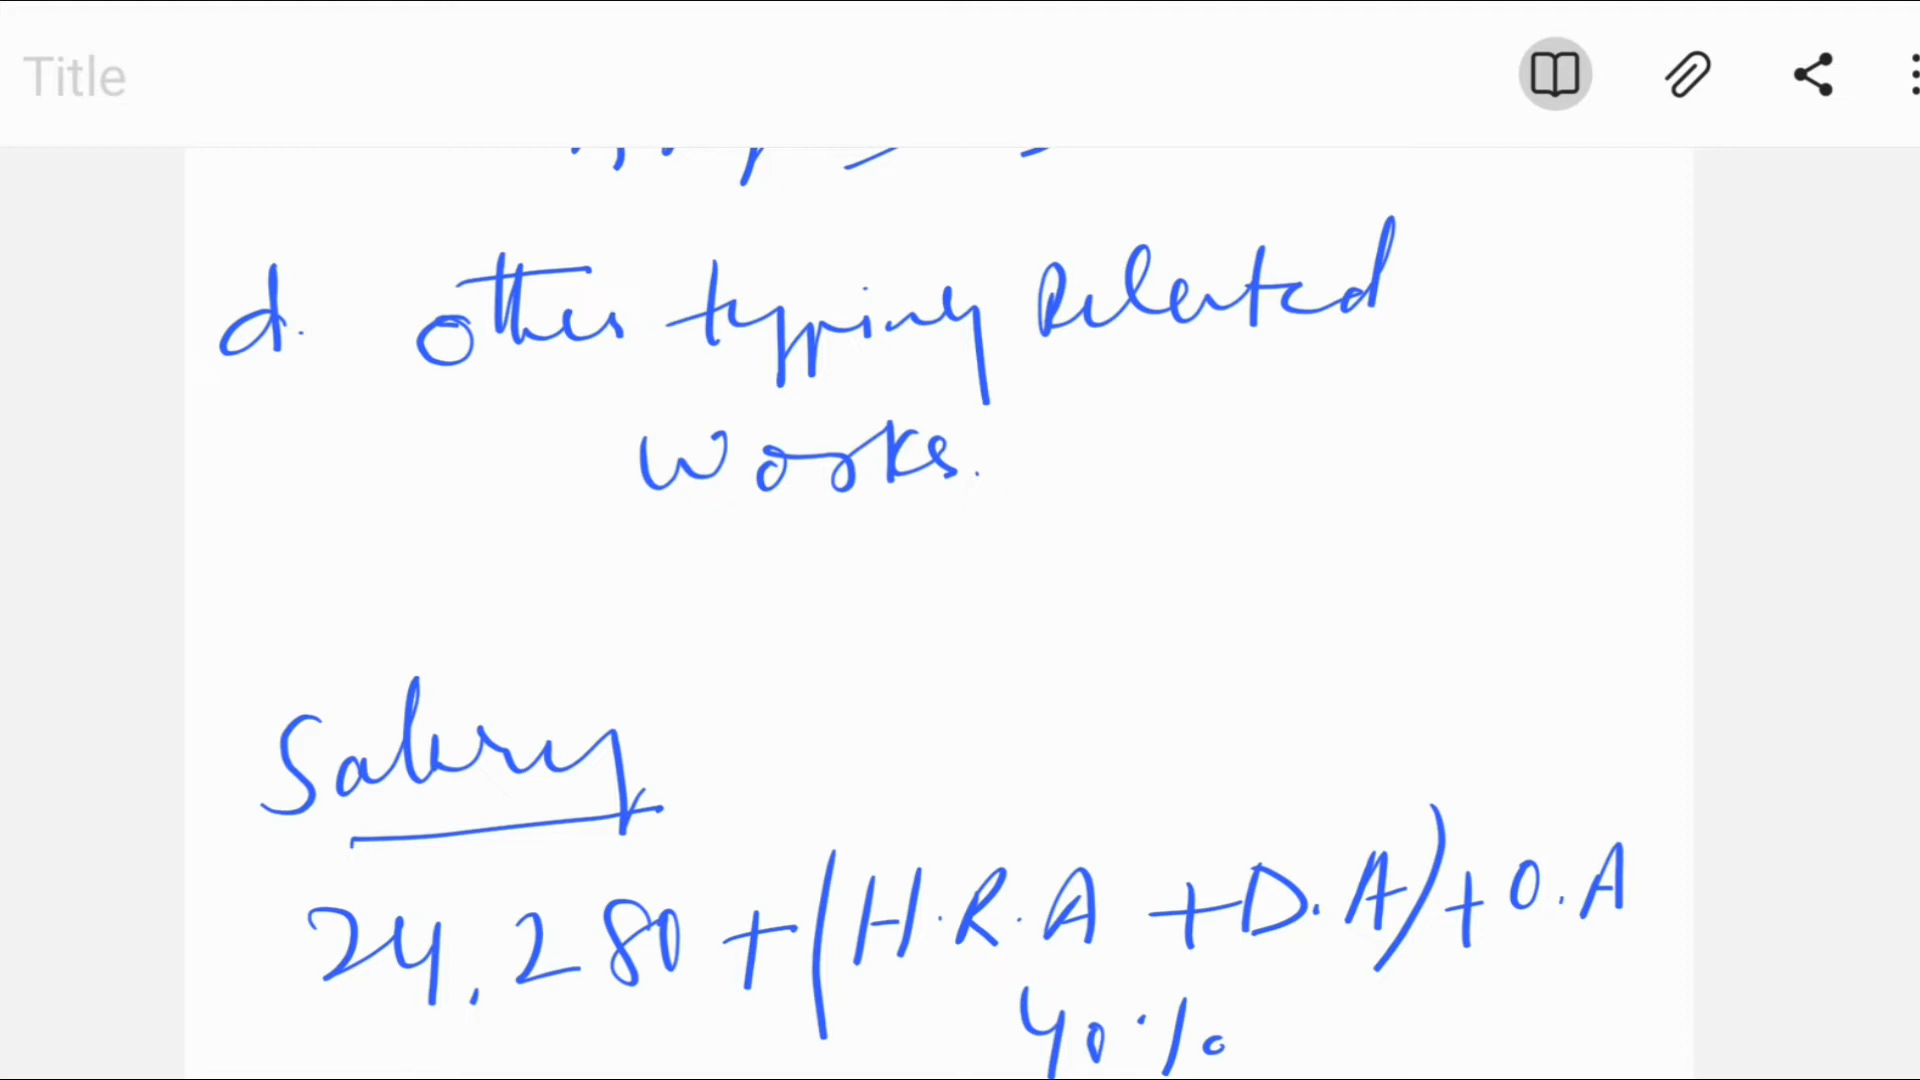 Title
d. other typing Related
works.
Salary
24,280 + (H.R.A + D.A) + O.A
40%